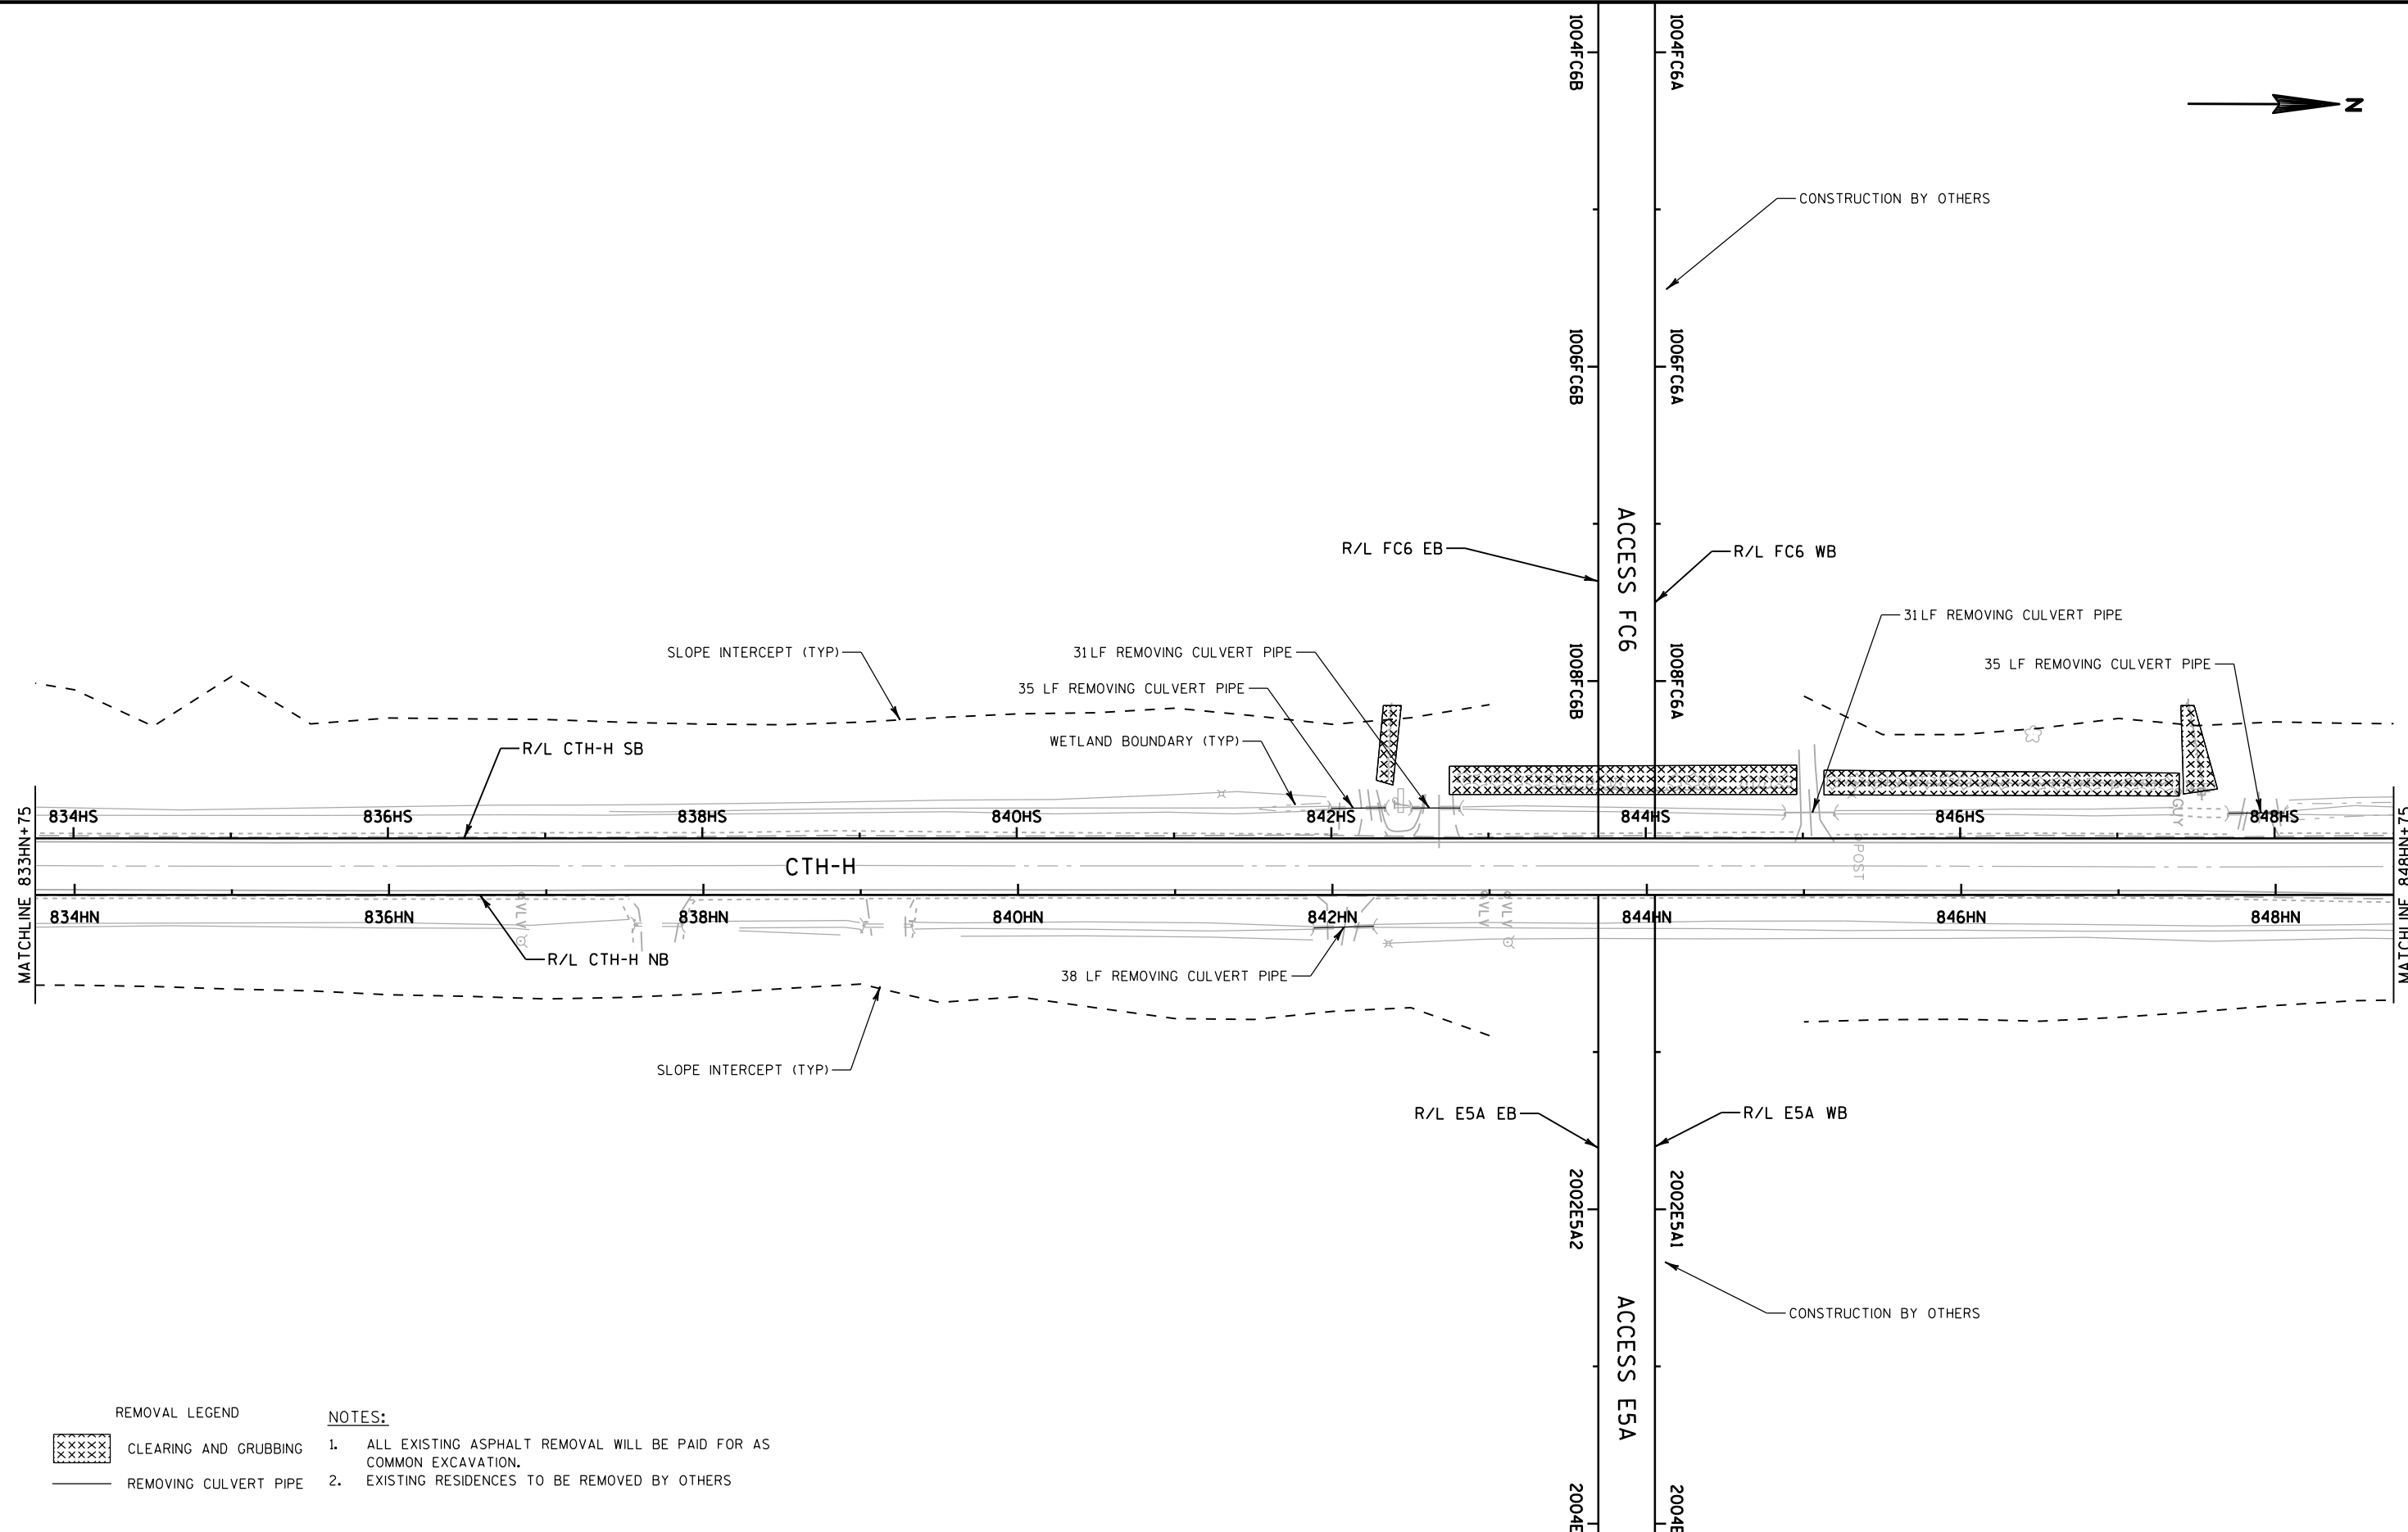 1004FC6B
1004FC6A
N
CONSTRUCTION BY OTHERS
1006FC6B
1006FC6A
ACCESS FC6
R/L FC6 EB
R/L FC6 WB
31LF REMOVING CULVERT PIPE
SLOPE INTERCEPT (TYP)
31LF REMOVING CULVERT PIPE
35 LF REMOVING CULVERT PIPE
1008FC6B
1008FC6A
35 LF REMOVING CULVERT PIPE
WETLAND BOUNDARY (TYP)
R/L CTH-H SB
MATCHLINE 833HN+75
834HS
836HS
838HS
840HS
842HS
844HS
846HS
848HS
GUY
POST
MATCHLINE 848HN+75
CTH-H
834HN
836HN
838HN
840HN
842HN
844HN
846HN
848HN
R/L CTH-H NB
38 LF REMOVING CULVERT PIPE
SLOPE INTERCEPT (TYP)
R/L E5A EB
R/L E5A WB
2002E5A2
2002E5A1
CONSTRUCTION BY OTHERS
ACCESS E5A
REMOVAL LEGEND
CLEARING AND GRUBBING
REMOVING CULVERT PIPE
NOTES:
1. ALL EXISTING ASPHALT REMOVAL WILL BE PAID FOR AS
COMMON EXCAVATION.
2. EXISTING RESIDENCES TO BE REMOVED BY OTHERS